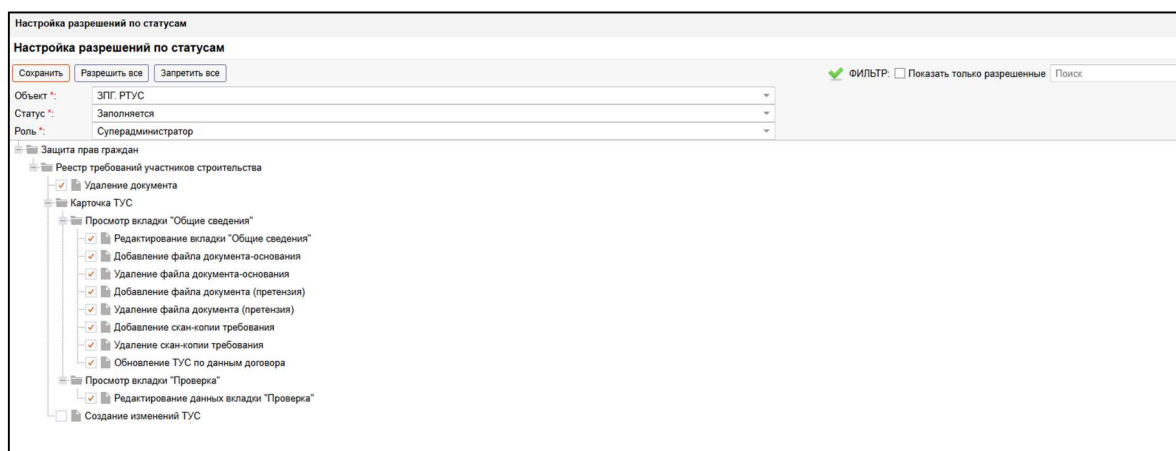 Настройка разрешений по статусам
Настройка разрешений по статусам
Сохранить Разрешить все Запретить все ФИЛЬТР: Показать только разрешенные Поиск
Объект *: ЗПГ. РТУС
Статус *: Заполняется
Роль *: Суперадминистратор
Защита прав граждан
Реестр требований участников строительства
Удаление документа
Карточка ТУС
Просмотр вкладки "Общие сведения"
Редактирование вкладки "Общие сведения"
Добавление файла документа-основания
Удаление файла документа-основания
Добавление файла документа (претензия)
Удаление файла документа (претензия)
Добавление скан-копии требования
Удаление скан-копии требования
Обновление ТУС по данным договора
Просмотр вкладки "Проверка"
Редактирование данных вкладки "Проверка"
Создание изменений ТУС